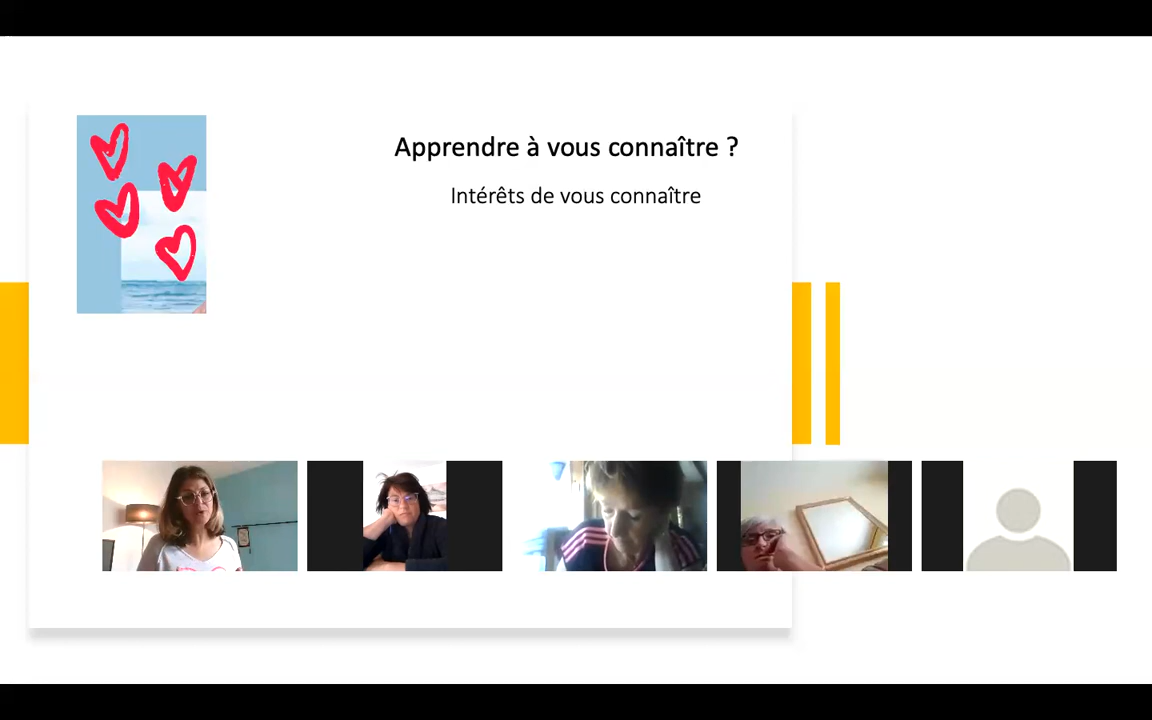 Apprendre à vous connaître ?
Intérêts de vous connaître